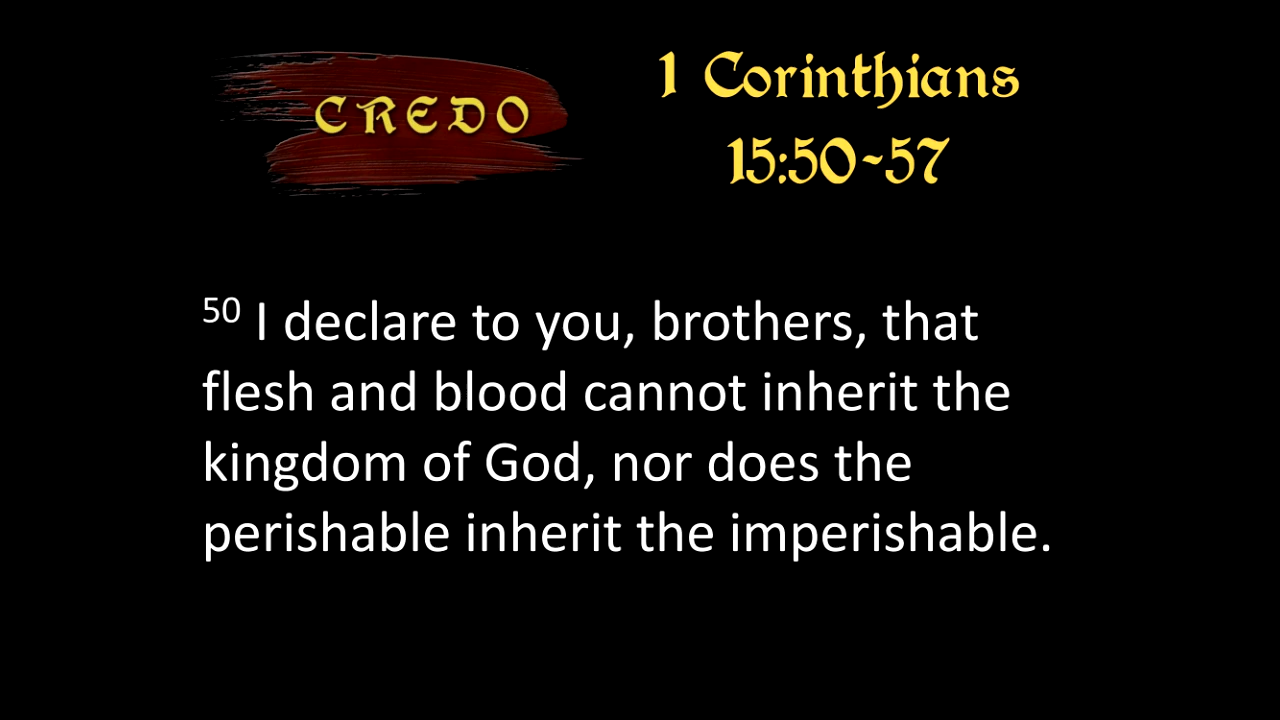 CREDO
1 Corinthians
15:50-57
50 I declare to you, brothers, that
flesh and blood cannot inherit the
kingdom of God, nor does the
perishable inherit the imperishable.